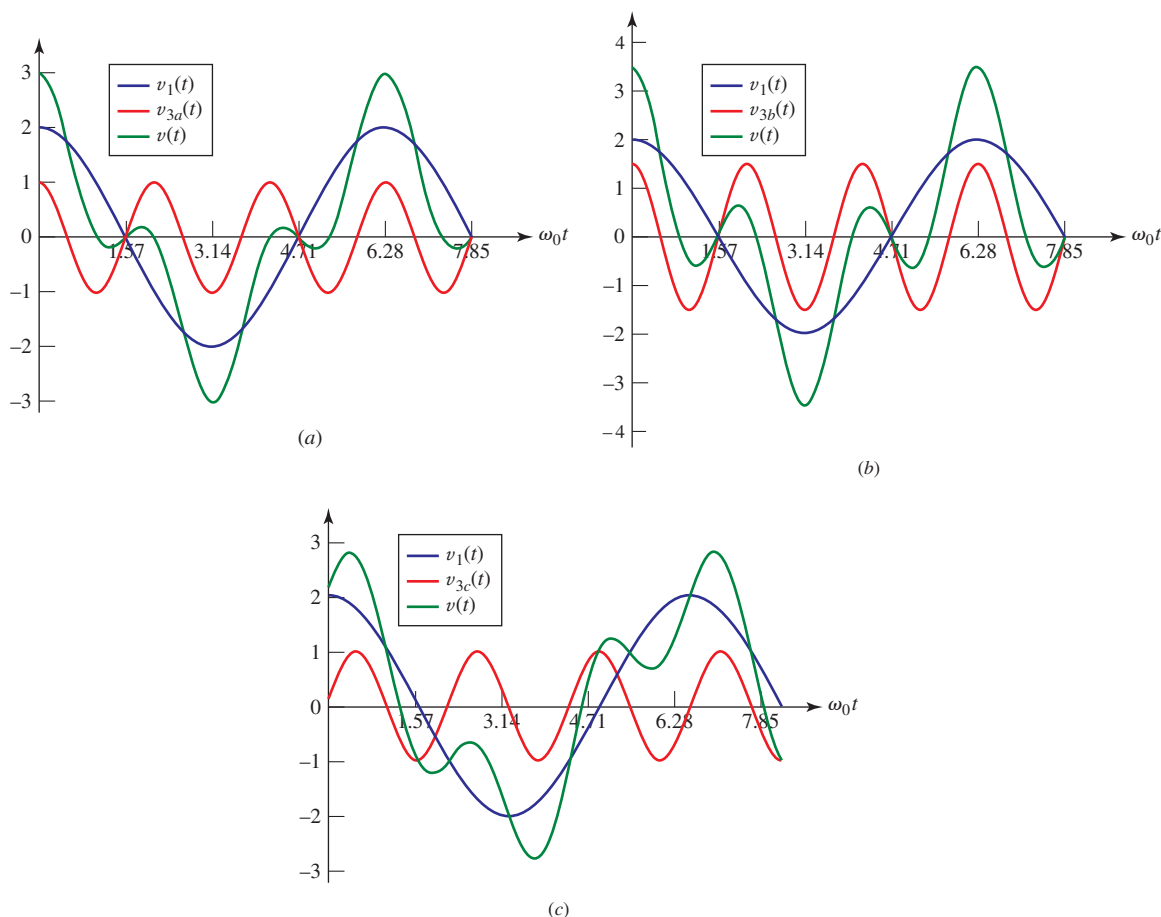 3
2
1
0
−1
−2
−3
v1(t)
v3a(t)
v(t)
1.57
3.14
4.71
6.28
7.85
ω0t
(a)
4
3
2
1
0
−1
−2
−3
−4
v1(t)
v3b(t)
v(t)
1.57
3.14
4.71
6.28
7.85
ω0t
(b)
3
2
1
0
−1
−2
−3
v1(t)
v3c(t)
v(t)
1.57
3.14
4.71
6.28
7.85
ω0t
(c)